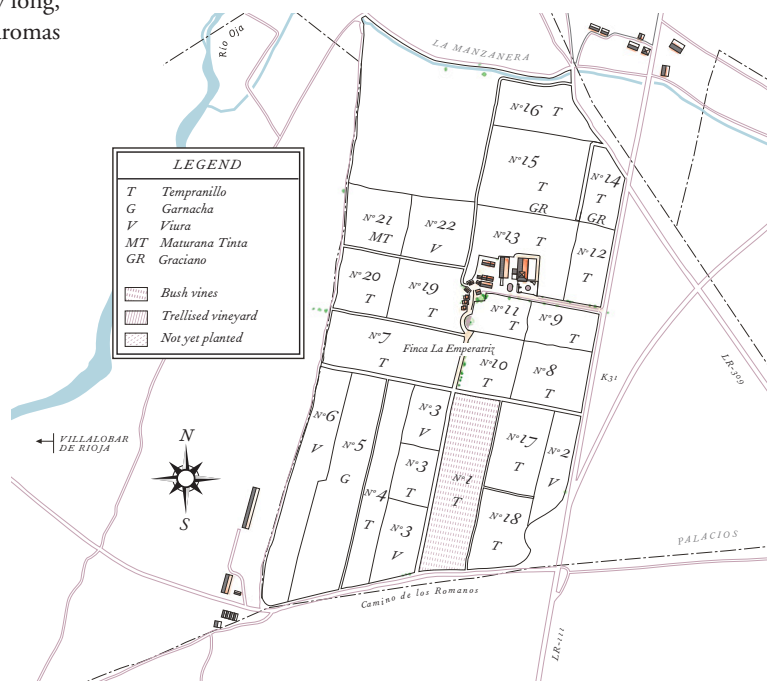 long,
aromas
Río Oja
LA MANZANERA
LEGEND
T Tempranillo
G Garnacha
V Viura
MT Maturana Tinta
GR Graciano
Bush vines
Trellised vineyard
Not yet planted
Nº16 T
Nº15
T
GR
Nº14
T
GR
Nº21
MT
Nº22
V
Nº13 T
Nº12
T
Nº20
T
Nº19
T
Nº11
T
Nº9
T
Nº7
T
Finca La Emperatriz
Nº10
T
Nº8
T
K31
LR-309
Nº6
V
Nº5
G
Nº4
T
Nº3
V
Nº3
T
Nº3
V
Nº1
T
Nº17
T
Nº2
V
Nº18
T
VILLALOBAR
DE RIOJA
N
S
PALACIOS
Camino de los Romanos
LR-111